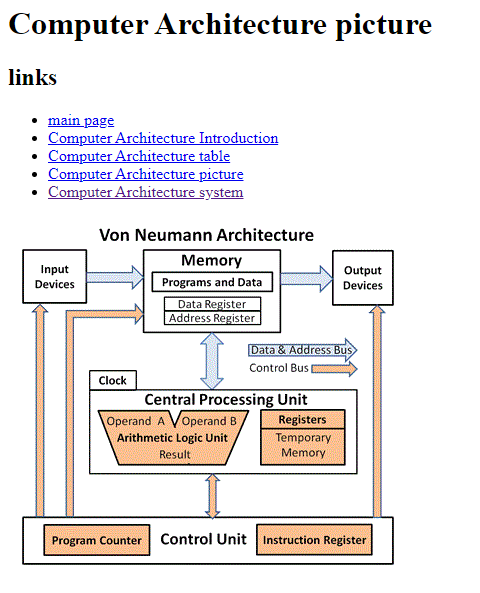 Computer Architecture picture
links
main page
Computer Architecture Introduction
Computer Architecture table
Computer Architecture picture
Computer Architecture system
Von Neumann Architecture
Input
Devices
Memory
Programs and Data
Data Register
Address Register
Output
Devices
Data & Address Bus
Control Bus
Clock
Central Processing Unit
Operand A
Operand B
Arithmetic Logic Unit
Result
Registers
Temporary
Memory
Program Counter
Control Unit
Instruction Register